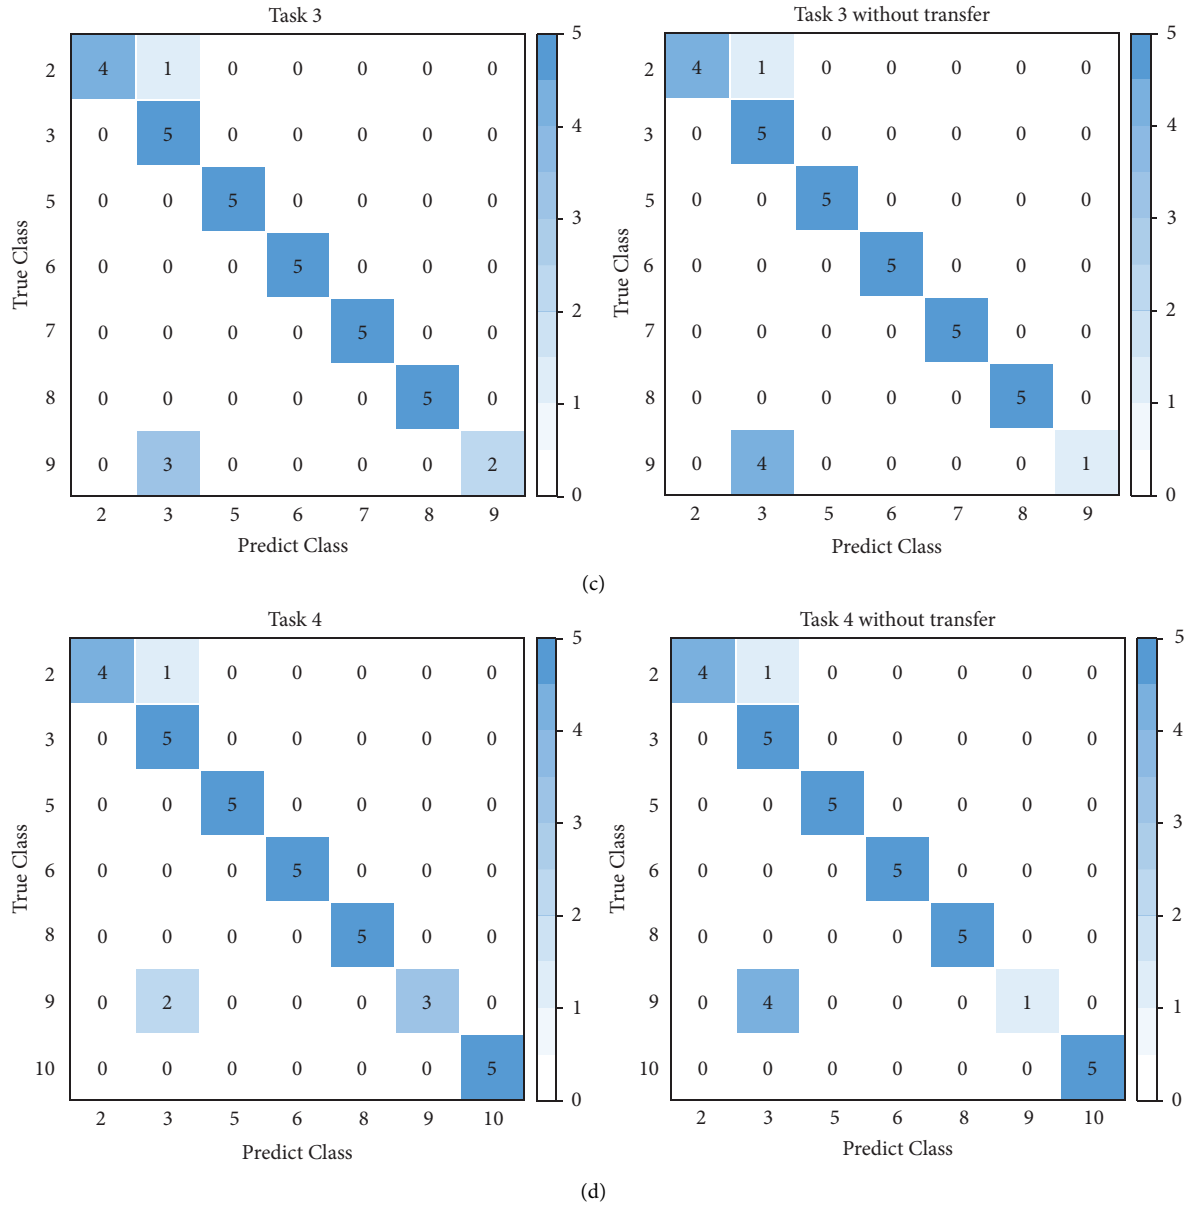 Task 3
Task 3 without transfer
True Class
2 4 1 0 0 0 0 0
3 0 5 0 0 0 0 0
5 0 0 5 0 0 0 0
6 0 0 0 5 0 0 0
7 0 0 0 0 5 0 0
8 0 0 0 0 0 5 0
9 0 3 0 0 0 0 2
2 3 5 6 7 8 9
Predict Class
5
4
3
2
1
0
True Class
2 4 1 0 0 0 0 0
3 0 5 0 0 0 0 0
5 0 0 5 0 0 0 0
6 0 0 0 5 0 0 0
7 0 0 0 0 5 0 0
8 0 0 0 0 0 5 0
9 0 4 0 0 0 0 1
2 3 5 6 7 8 9
Predict Class
5
4
3
2
1
0
(c)
Task 4
Task 4 without transfer
True Class
2 4 1 0 0 0 0 0
3 0 5 0 0 0 0 0
5 0 0 5 0 0 0 0
6 0 0 0 5 0 0 0
8 0 0 0 0 5 0 0
9 0 2 0 0 0 3 0
10 0 0 0 0 0 0 5
2 3 5 6 8 9 10
Predict Class
5
4
3
2
1
0
True Class
2 4 1 0 0 0 0 0
3 0 5 0 0 0 0 0
5 0 0 5 0 0 0 0
6 0 0 0 5 0 0 0
8 0 0 0 0 5 0 0
9 0 4 0 0 0 1 0
10 0 0 0 0 0 0 5
2 3 5 6 8 9 10
Predict Class
5
4
3
2
1
0
(d)